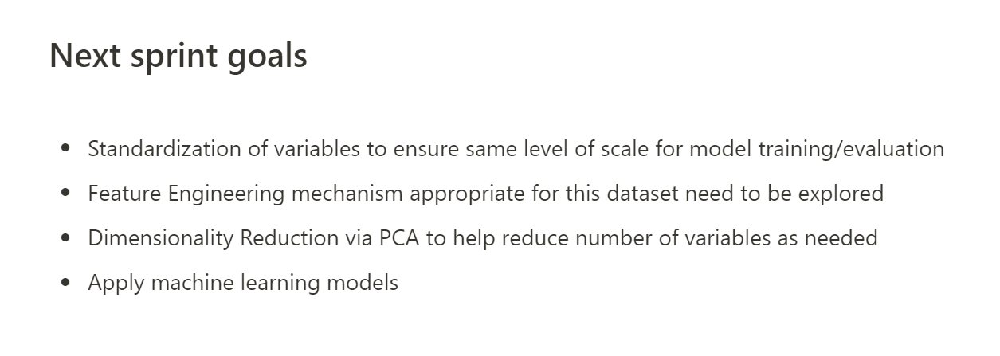 Next sprint goals
• Standardization of variables to ensure same level of scale for model training/evaluation
• Feature Engineering mechanism appropriate for this dataset need to be explored
• Dimensionality Reduction via PCA to help reduce number of variables as needed
• Apply machine learning models